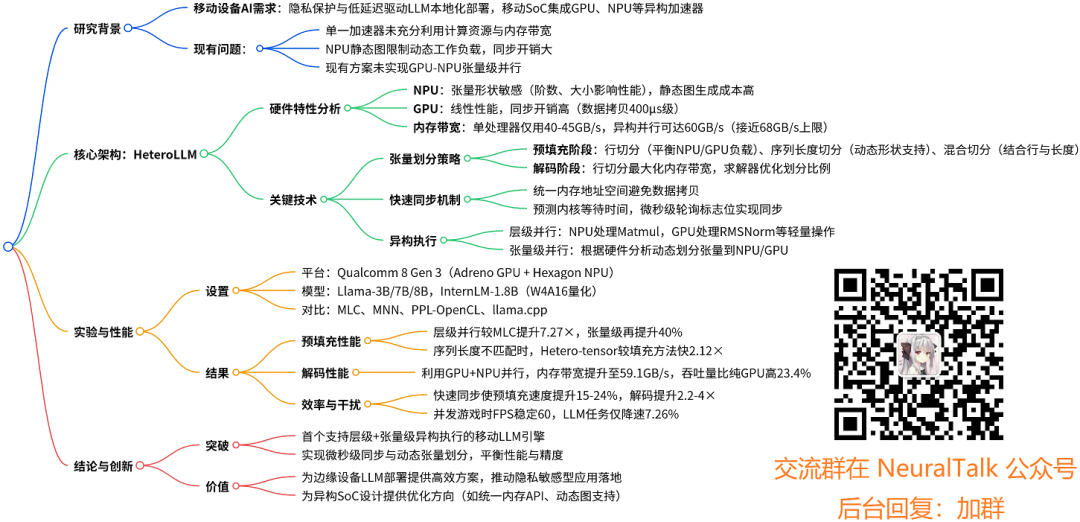 研究背景
移动设备AI需求：隐私保护与低延迟驱动LLM本地化部署，移动SoC集成GPU、NPU等异构加速器
现有问题：
单一加速器未充分利用计算资源与内存带宽
NPU静态图限制动态工作负载，同步开销大
现有方案未实现GPU-NPU张量级并行
核心架构：HeteroLLM
硬件特性分析
NPU：张量形状敏感（阶数、大小影响性能），静态图生成成本高
GPU：线性性能，同步开销高（数据拷贝400μs级）
内存带宽：单处理器仅用40-45GB/s，异构并行可达60GB/s（接近68GB/s上限）
关键技术
张量划分策略
预填充阶段：行切分（平衡NPU/GPU负载）、序列长度切分（动态形状支持）、混合切分（结合行与长度）
解码阶段：行切分最大化内存带宽，求解器优化划分比例
快速同步机制
统一内存地址空间避免数据拷贝
预测内核等待时间，微秒级轮询标志位实现同步
异构执行
层级并行：NPU处理Matmul，GPU处理RMSNorm等轻量操作
张量级并行：根据硬件分析动态划分张量到NPU/GPU
实验与性能
设置
平台：Qualcomm 8 Gen 3（Adreno GPU + Hexagon NPU）
模型：Llama-3B/7B/8B，InternLM-1.8B（W4A16量化）
对比：MLC、MNN、PPL-OpenCL、llama.cpp
结果
预填充性能
层级并行较MLC提升7.27×，张量级再提升40%
序列长度不匹配时，Hetero-tensor较填充方法快2.12×
解码性能
利用GPU+NPU并行，内存带宽提升至59.1GB/s，吞吐量比纯GPU高23.4%
效率与干扰
快速同步使预填充速度提升15-24%，解码提升2.2-4×
并发游戏时FPS稳定60，LLM任务仅降速7.26%
结论与创新
突破
首个支持层级+张量级异构执行的移动LLM引擎
实现微秒级同步与动态张量划分，平衡性能与精度
价值
为边缘设备LLM部署提供高效方案，推动隐私敏感型应用落地
为异构SoC设计提供优化方向（如统一内存API、动态图支持）
交流群在 NeuralTalk 公众号
后台回复：加群